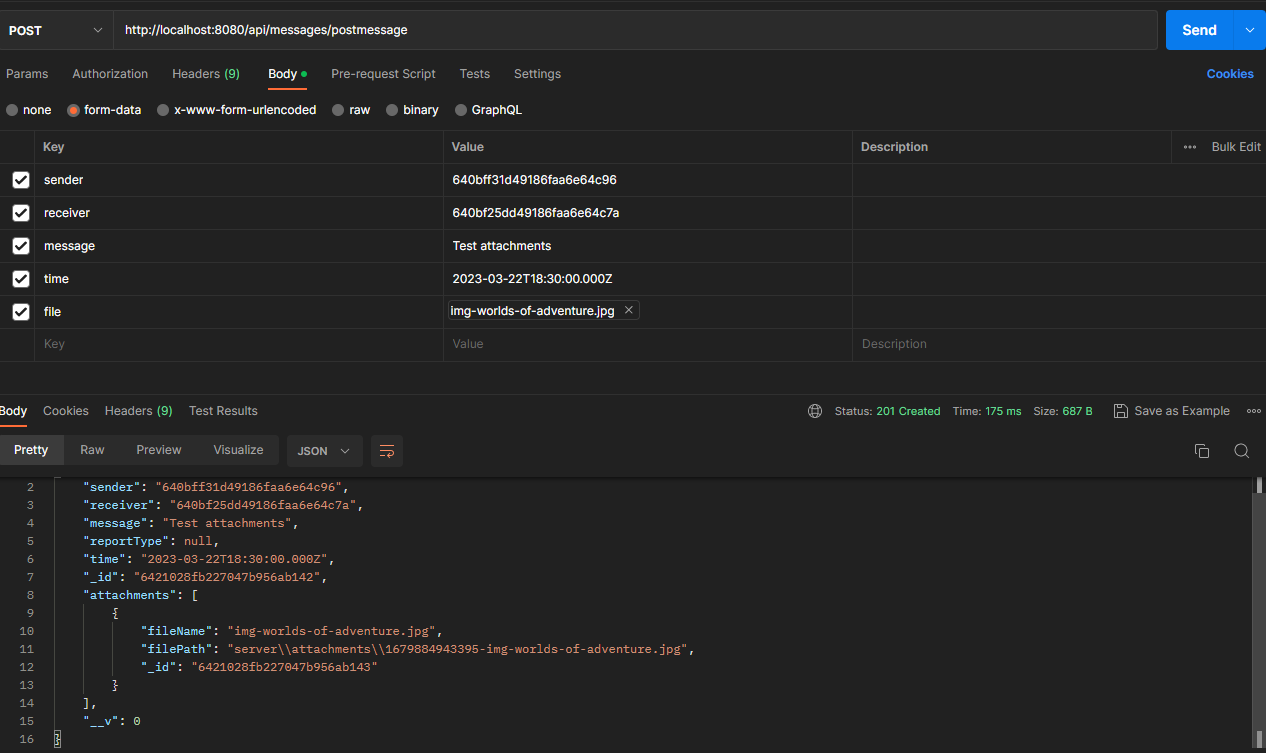 POST http://localhost:8080/api/messages/postmessage Send
Params Authorization Headers (9) Body Pre-request Script Tests Settings Cookies
none form-data x-www-form-urlencoded raw binary GraphQL
Key Value Description Bulk Edit
sender 640bff31d49186faa6e64c96
receiver 640bf25dd49186faa6e64c7a
message Test attachments
time 2023-03-22T18:30:00.000Z
file img-worlds-of-adventure.jpg
Key Value Description
Body Cookies Headers (9) Test Results Status: 201 Created Time: 175 ms Size: 687 B Save as Example
Pretty Raw Preview Visualize JSON
2 "sender": "640bff31d49186faa6e64c96",
3 "receiver": "640bf25dd49186faa6e64c7a",
4 "message": "Test attachments",
5 "reportType": null,
6 "time": "2023-03-22T18:30:00.000Z",
7 "_id": "6421028fb227047b956ab142",
8 "attachments": [
9 {
10 "fileName": "img-worlds-of-adventure.jpg",
11 "filePath": "server\\attachments\\1679884943395-img-worlds-of-adventure.jpg",
12 "_id": "6421028fb227047b956ab143"
13 }
14 ],
15 "__v": 0
16 }